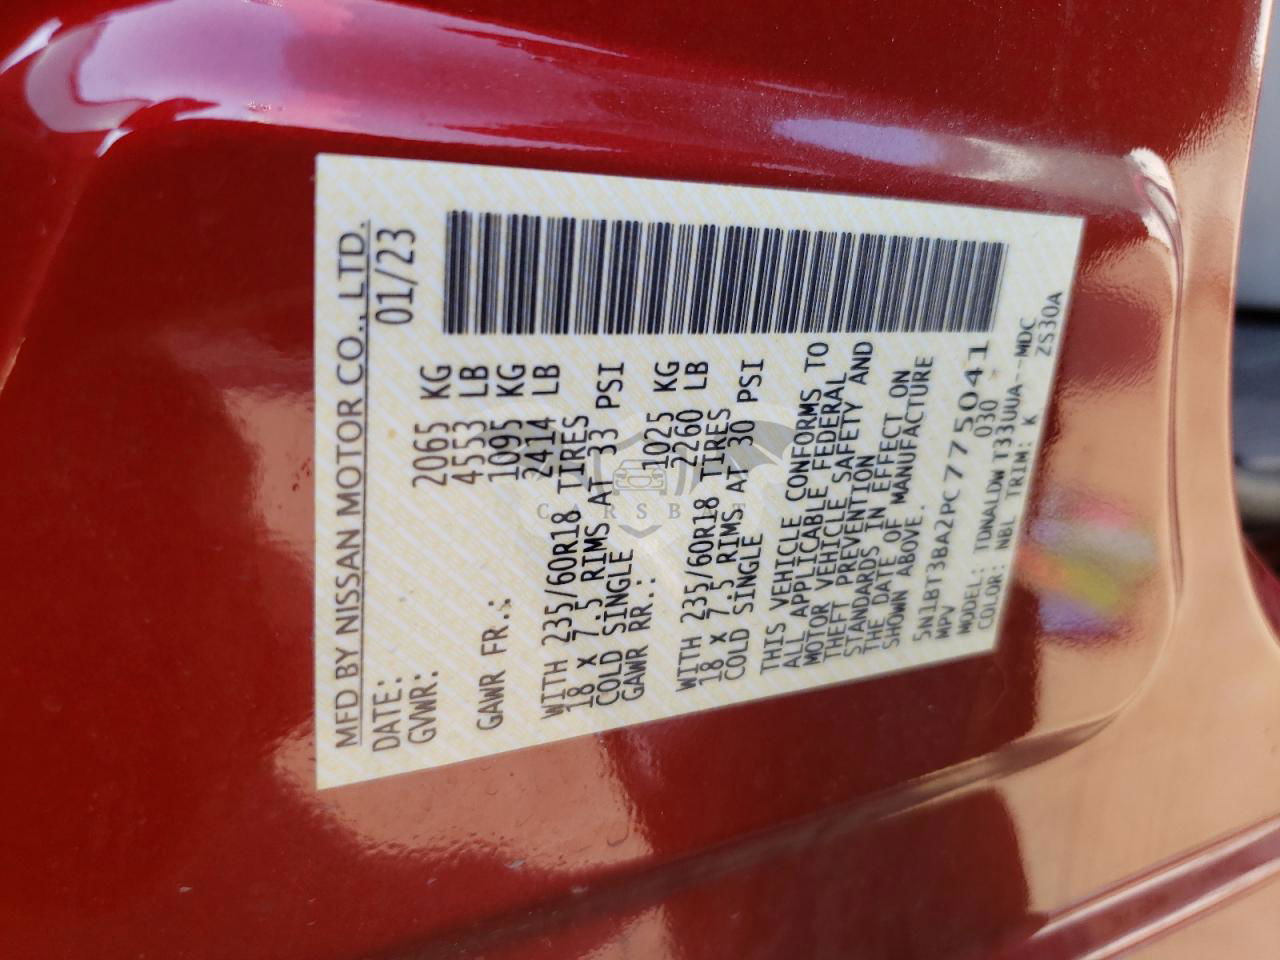 MFD BY NISSAN MOTOR CO., LTD.
DATE: 01/23
GVWR: 2065 KG
4553 LB
GAWR FR.: 1095 KG
2414 LB
WITH 235/60R18 TIRES
18 X 7.5 RIMS AT 33 PSI
COLD SINGLE
GAWR RR.: 1025 KG
2260 LB
WITH 235/60R18 TIRES
18 X 7.5 RIMS AT 30 PSI
COLD SINGLE
THIS VEHICLE CONFORMS TO
ALL APPLICABLE FEDERAL
MOTOR VEHICLE SAFETY AND
THEFT PREVENTION
STANDARDS IN EFFECT ON
THE DATE OF MANUFACTURE
SHOWN ABOVE.
5N1BT3BA2PC775041
MPV 030
MODEL: TDNALDW T33UUA--MDC
COLOR: NBL TRIM: K ZS30A